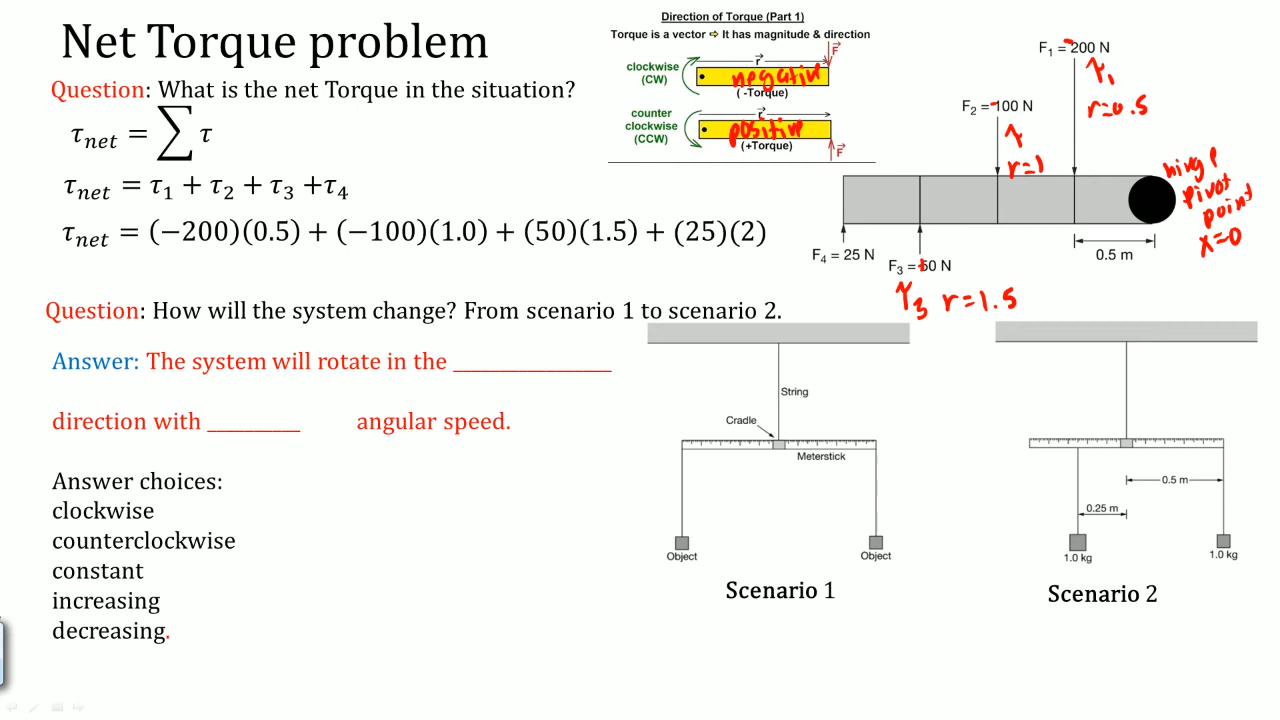 Net Torque problem
Question: What is the net Torque in the situation?
τnet = ∑ τ
τnet = τ1 + τ2 + τ3 +τ4
τnet = (−200)(0.5) + (−100)(1.0) + (50)(1.5) + (25)(2)
Direction of Torque (Part 1)
Torque is a vector ⇨ It has magnitude & direction
clockwise
(CW)
r
F
negative
(-Torque)
counter
clockwise
(CCW)
r
F
positive
(+Torque)
F1 = -200 N
τ1
r=0.5
F2 = -100 N
τ
r=1
hinge
pivot
point
x=0
0.5 m
F4 = 25 N
F3 = +50 N
τ3 r=1.5
Question: How will the system change? From scenario 1 to scenario 2.
Answer: The system will rotate in the _______________
direction with _________ angular speed.
Answer choices:
clockwise
counterclockwise
constant
increasing
decreasing.
String
Cradle
Meterstick
Object
Object
Scenario 1
0.5 m
0.25 m
1.0 kg
1.0 kg
Scenario 2